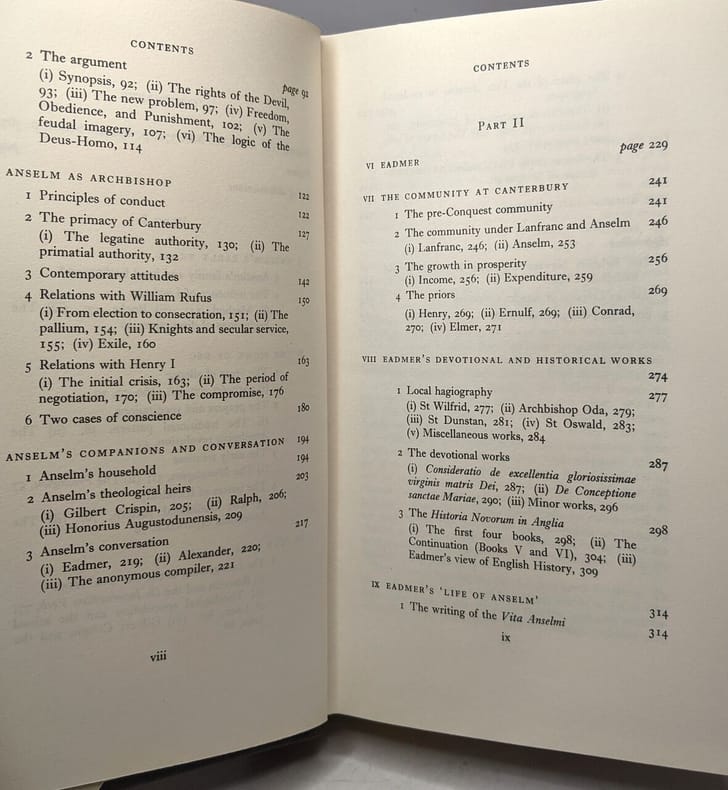 CONTENTS
2 The argument page 92
(i) Synopsis, 92; (ii) The rights of the Devil,
93; (iii) The new problem, 97; (iv) Freedom,
Obedience, and Punishment, 102; (v) The
feudal imagery, 107; (vi) The logic of the
Deus-Homo, 114
ANSELM AS ARCHBISHOP 122
1 Principles of conduct 122
2 The primacy of Canterbury 127
(i) The legatine authority, 130; (ii) The
primatial authority, 132
3 Contemporary attitudes 142
4 Relations with William Rufus 150
(i) From election to consecration, 151; (ii) The
pallium, 154; (iii) Knights and secular service,
155; (iv) Exile, 160
5 Relations with Henry I 163
(i) The initial crisis, 163; (ii) The period of
negotiation, 170; (iii) The compromise, 176
6 Two cases of conscience 180
ANSELM'S COMPANIONS AND CONVERSATION 194
1 Anselm's household 194
2 Anselm's theological heirs 203
(i) Gilbert Crispin, 205; (ii) Ralph, 206;
(iii) Honorius Augustodunensis, 209
3 Anselm's conversation 217
(i) Eadmer, 219; (ii) Alexander, 220;
(iii) The anonymous compiler, 221
viii
CONTENTS
PART II
VI EADMER page 229
VII THE COMMUNITY AT CANTERBURY 241
1 The pre-Conquest community 241
2 The community under Lanfranc and Anselm 246
(i) Lanfranc, 246; (ii) Anselm, 253
3 The growth in prosperity 256
(i) Income, 256; (ii) Expenditure, 259
4 The priors 269
(i) Henry, 269; (ii) Ernulf, 269; (iii) Conrad,
270; (iv) Elmer, 271
VIII EADMER'S DEVOTIONAL AND HISTORICAL WORKS
274
1 Local hagiography 277
(i) St Wilfrid, 277; (ii) Archbishop Oda, 279;
(iii) St Dunstan, 281; (iv) St Oswald, 283;
(v) Miscellaneous works, 284
2 The devotional works 287
(i) Consideratio de excellentia gloriosissimae
virginis matris Dei, 287; (ii) De Conceptione
sanctae Mariae, 290; (iii) Minor works, 296
3 The Historia Novorum in Anglia 298
(i) The first four books, 298; (ii) The
Continuation (Books V and VI), 304; (iii)
Eadmer's view of English History, 309
IX EADMER'S 'LIFE OF ANSELM' 314
1 The writing of the Vita Anselmi 314
ix